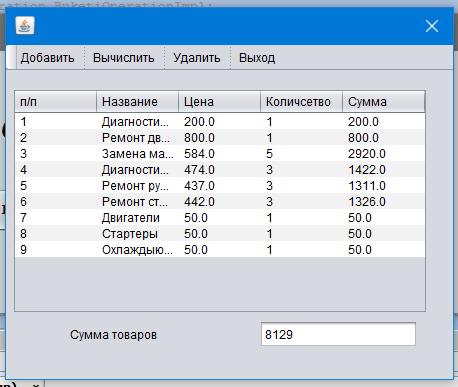 BuketiOperationImpl;
Добавить Вычислить Удалить Выход
п/п Название Цена Количсетво Сумма
1 Диагности... 200.0 1 200.0
2 Ремонт дв... 800.0 1 800.0
3 Замена ма... 584.0 5 2920.0
4 Диагности... 474.0 3 1422.0
5 Ремонт ру... 437.0 3 1311.0
6 Ремонт ст... 442.0 3 1326.0
7 Двигатели 50.0 1 50.0
8 Стартеры 50.0 1 50.0
9 Охлаждыю... 50.0 1 50.0
Сумма товаров 8129